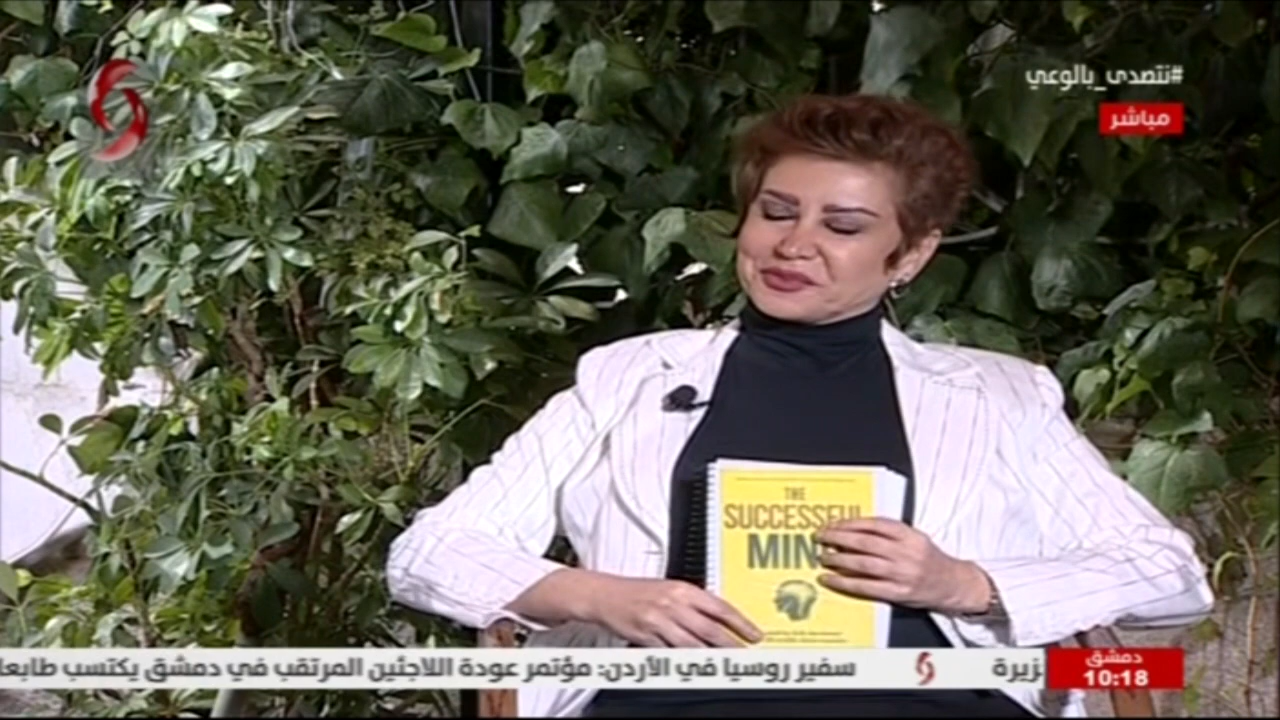 #نتصدى_بالوعي
مباشر
THE
SUCCESSFUL
MIN
سفير روسيا في الأردن: مؤتمر عودة اللاجئين المرتقب في دمشق يكتسب طابعا
دمشق
10:18